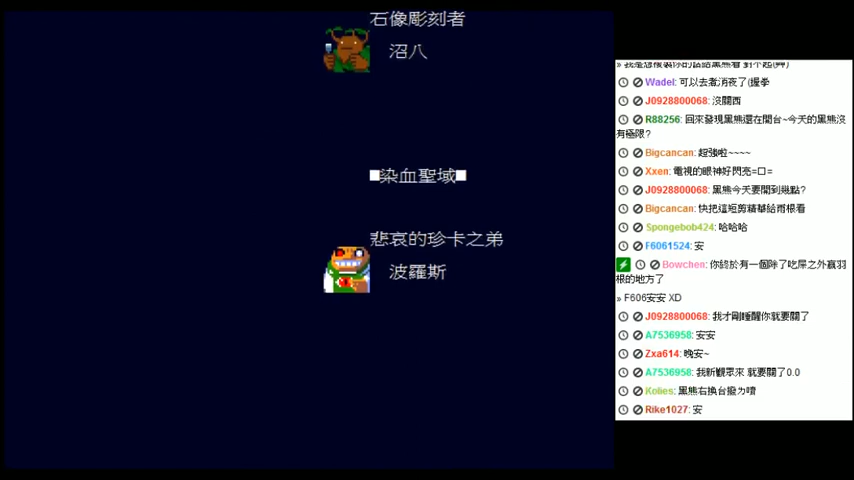 石像彫刻者
沼八
■染血聖域■
悲哀的珍卡之弟
波羅斯
Wadel: 可以去煮消夜了(握拳
J0928800068: 沒關西
R88256: 回來發現黑熊還在開台~今天的黑熊沒
有極限?
Bigcancan: 超強啦~~~~
Xxen: 電視的眼神好閃亮=口=
J0928800068: 黑熊今天要開到幾點?
Bigcancan: 快把這短剪精華給雨根看
Spongebob424: 哈哈哈
F6061524: 安
Bowchen: 你終於有一個除了吃屎之外贏羽
根的地方了
» F606安安 XD
J0928800068: 我才剛睡醒你就要關了
A7536958: 安安
Zxa614: 晚安~
A7536958: 我新觀眾來 就要關了0.0
Kolies: 黑熊右換台撥ㄉ唷
Rike1027: 安